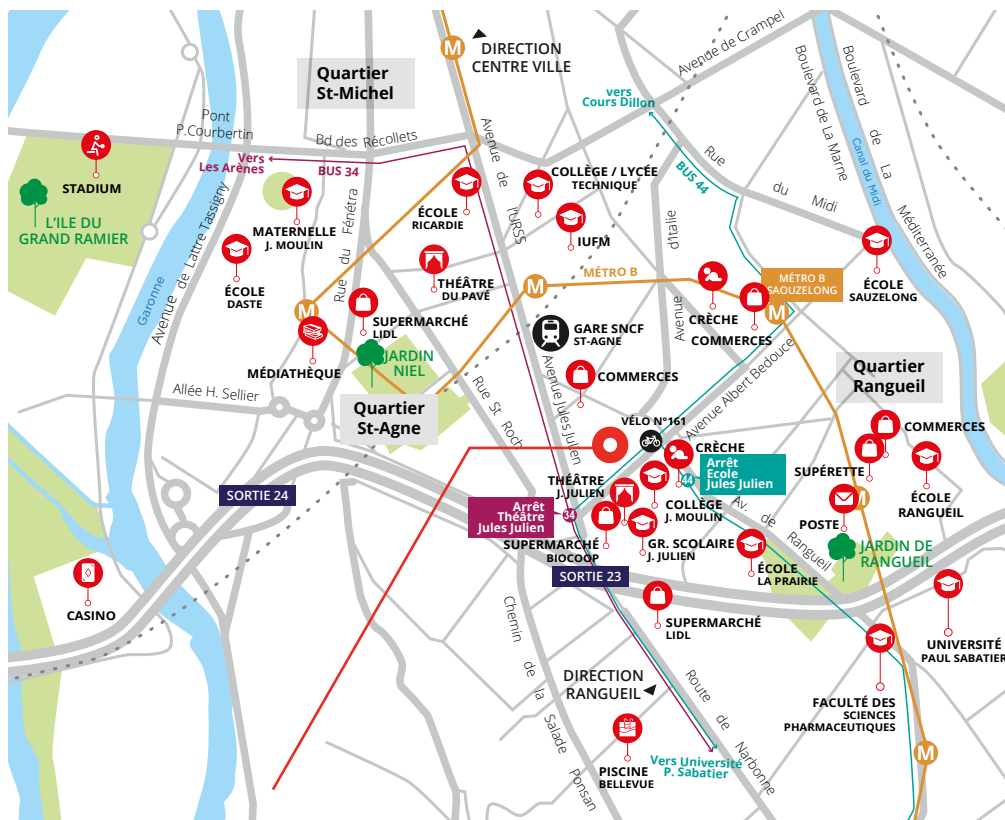 M
DIRECTION
CENTRE VILLE
Quartier
St-Michel
Avenue de Crampel
Boulevard de La Marne
Boulevard de La Méditerranée
Canal du Midi
vers
Cours Dillon
Pont
P.Courbertin
Bd des Récollets
Vers
Les Arènes
BUS 34
Avenue de l'URSS
BUS 44
Rue du Midi
STADIUM
L'ILE DU
GRAND RAMIER
MATERNELLE
J. MOULIN
ÉCOLE
RICARDIE
COLLÈGE / LYCÉE
TECHNIQUE
IUFM
Avenue de Lattre Tassigny
Garonne
ÉCOLE
DASTE
Rue du Fénétra
THÉÂTRE
DU PAVÉ
MÉTRO B
M
Avenue d'Italie
CRÈCHE
COMMERCES
MÉTRO B
SAOUZELONG
M
ÉCOLE
SAUZELONG
M
SUPERMARCHÉ
LIDL
MÉDIATHÈQUE
JARDIN
NIEL
GARE SNCF
ST-AGNE
COMMERCES
Avenue Jules Julien
Avenue Albert Bedouce
Quartier
Rangueil
Allée H. Sellier
Quartier
St-Agne
Rue St Roch
VÉLO N°161
CRÈCHE
COMMERCES
SUPÉRETTE
ÉCOLE
RANGUEIL
Arrêt
Ecole
Jules Julien
44
SORTIE 24
THÉÂTRE
J. JULIEN
COLLÈGE
J. MOULIN
Arrêt
Théâtre
Jules Julien
34
SUPERMARCHÉ
BIOCOOP
GR. SCOLAIRE
J. JULIEN
Av. de Rangueil
POSTE
M
JARDIN DE
RANGUEIL
ÉCOLE
LA PRAIRIE
SORTIE 23
CASINO
SUPERMARCHÉ
LIDL
UNIVERSITÉ
PAUL SABATIER
Chemin de la Salade Ponsan
DIRECTION
RANGUEIL
Route de Narbonne
FACULTÉ DES
SCIENCES
PHARMACEUTIQUES
PISCINE
BELLEVUE
Vers Université
P. Sabatier
M